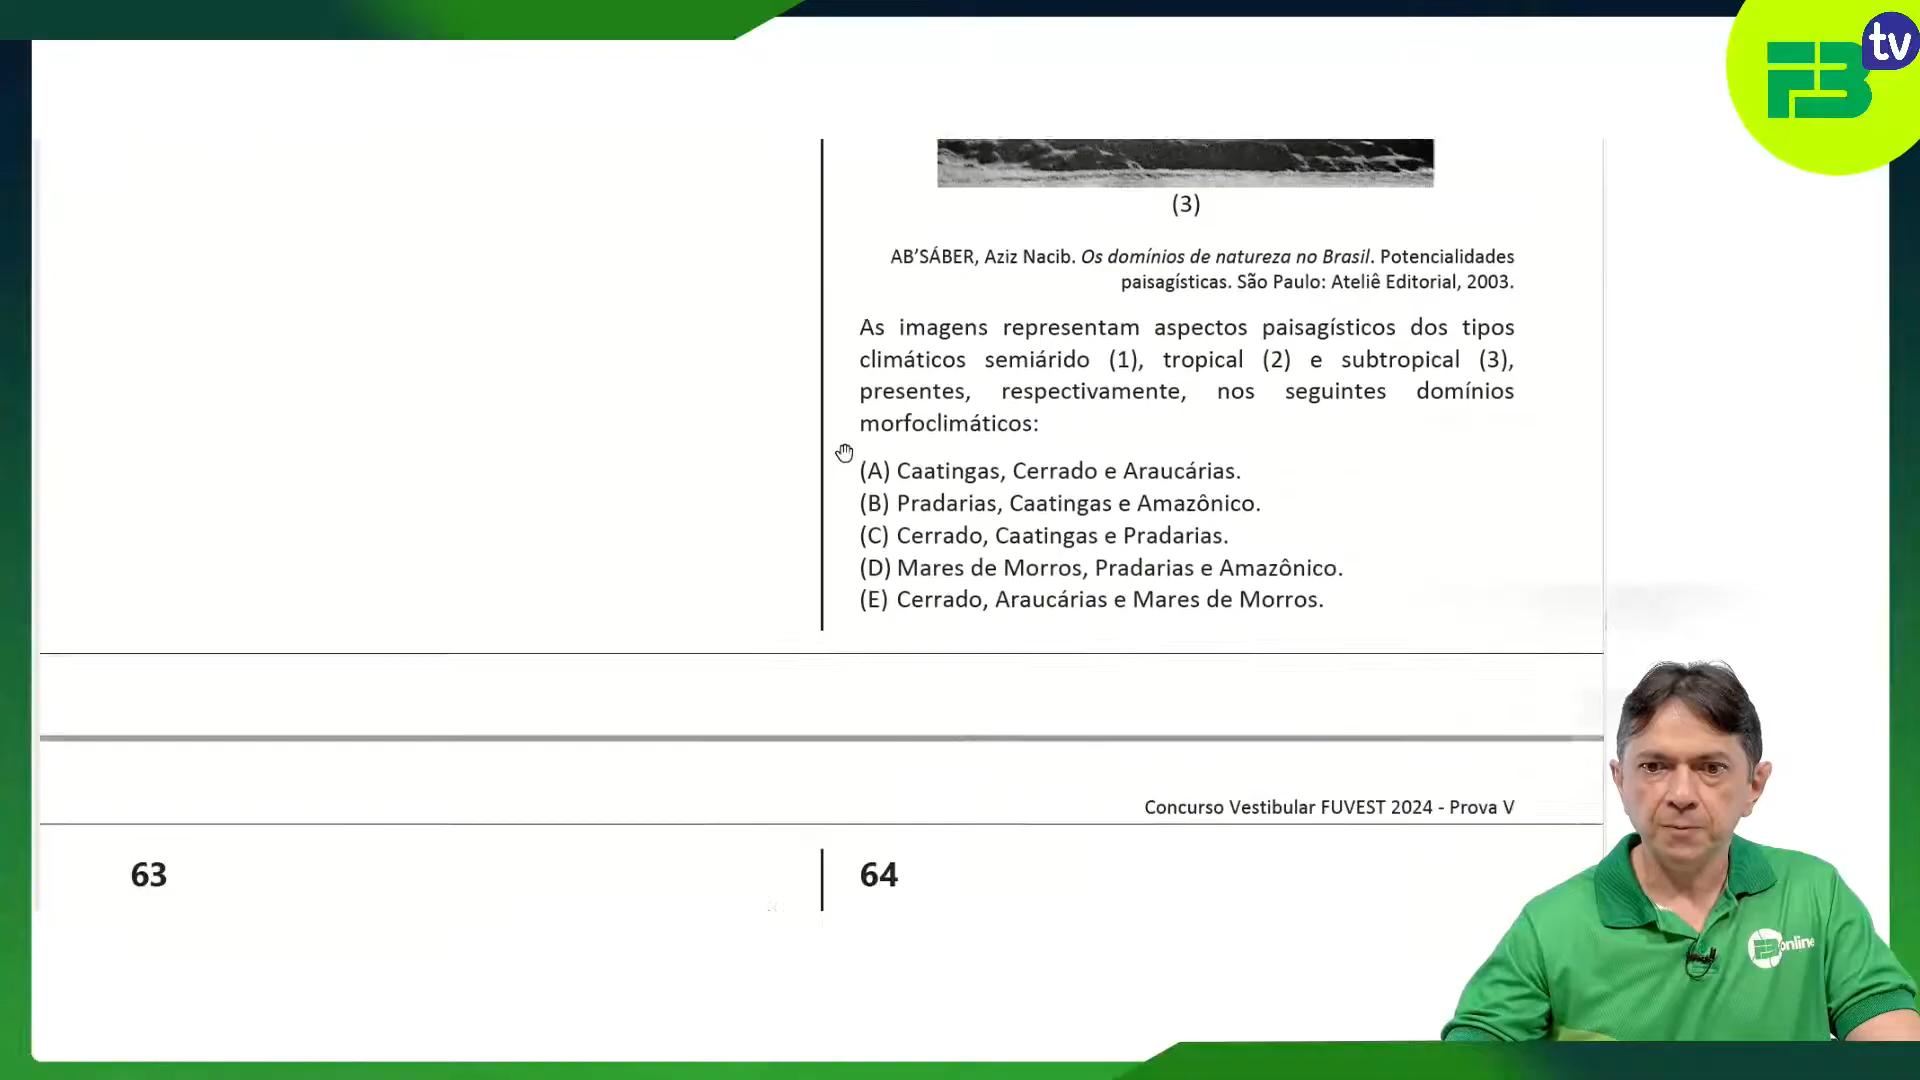 tv
FB
(3)
AB’SÁBER, Aziz Nacib. Os domínios de natureza no Brasil. Potencialidades
paisagísticas. São Paulo: Ateliê Editorial, 2003.
As imagens representam aspectos paisagísticos dos tipos
climáticos semiárido (1), tropical (2) e subtropical (3),
presentes, respectivamente, nos seguintes domínios
morfoclimáticos:
(A) Caatingas, Cerrado e Araucárias.
(B) Pradarias, Caatingas e Amazônico.
(C) Cerrado, Caatingas e Pradarias.
(D) Mares de Morros, Pradarias e Amazônico.
(E) Cerrado, Araucárias e Mares de Morros.
Concurso Vestibular FUVEST 2024 - Prova V
63
64
FB online